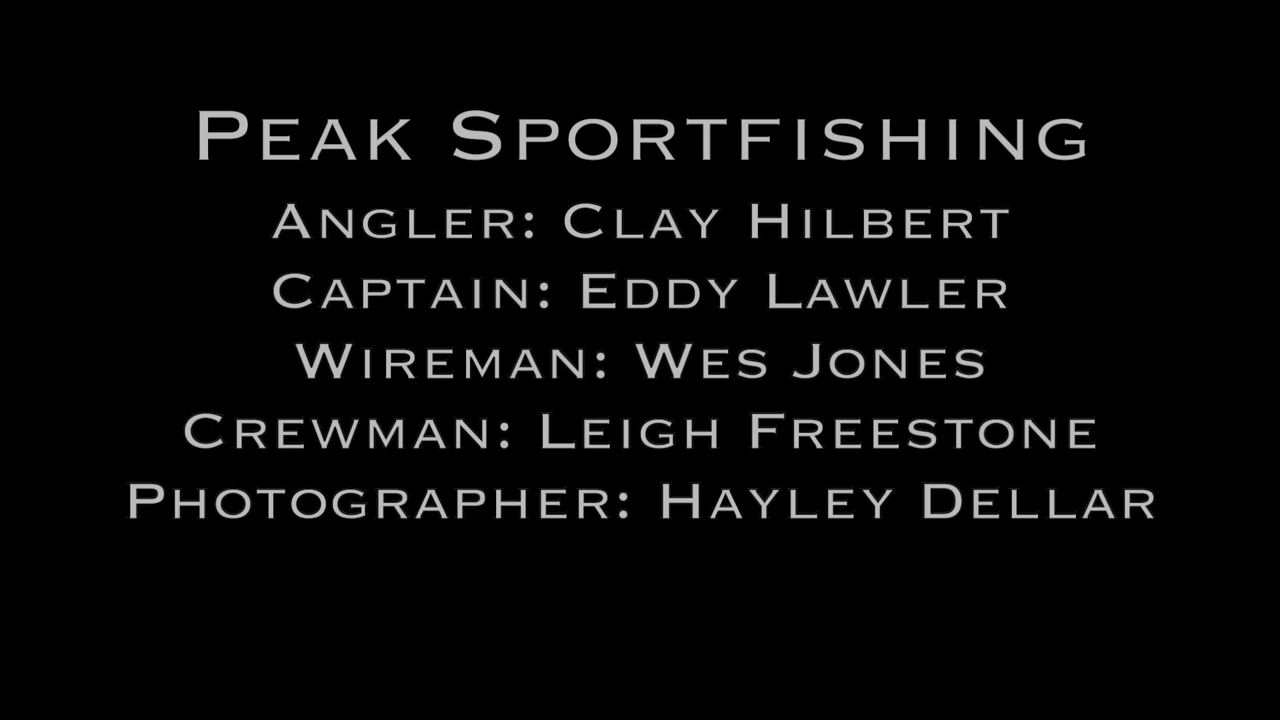 Peak Sportfishing
Angler: Clay Hilbert
Captain: Eddy Lawler
Wireman: Wes Jones
Crewman: Leigh Freestone
Photographer: Hayley Dellar